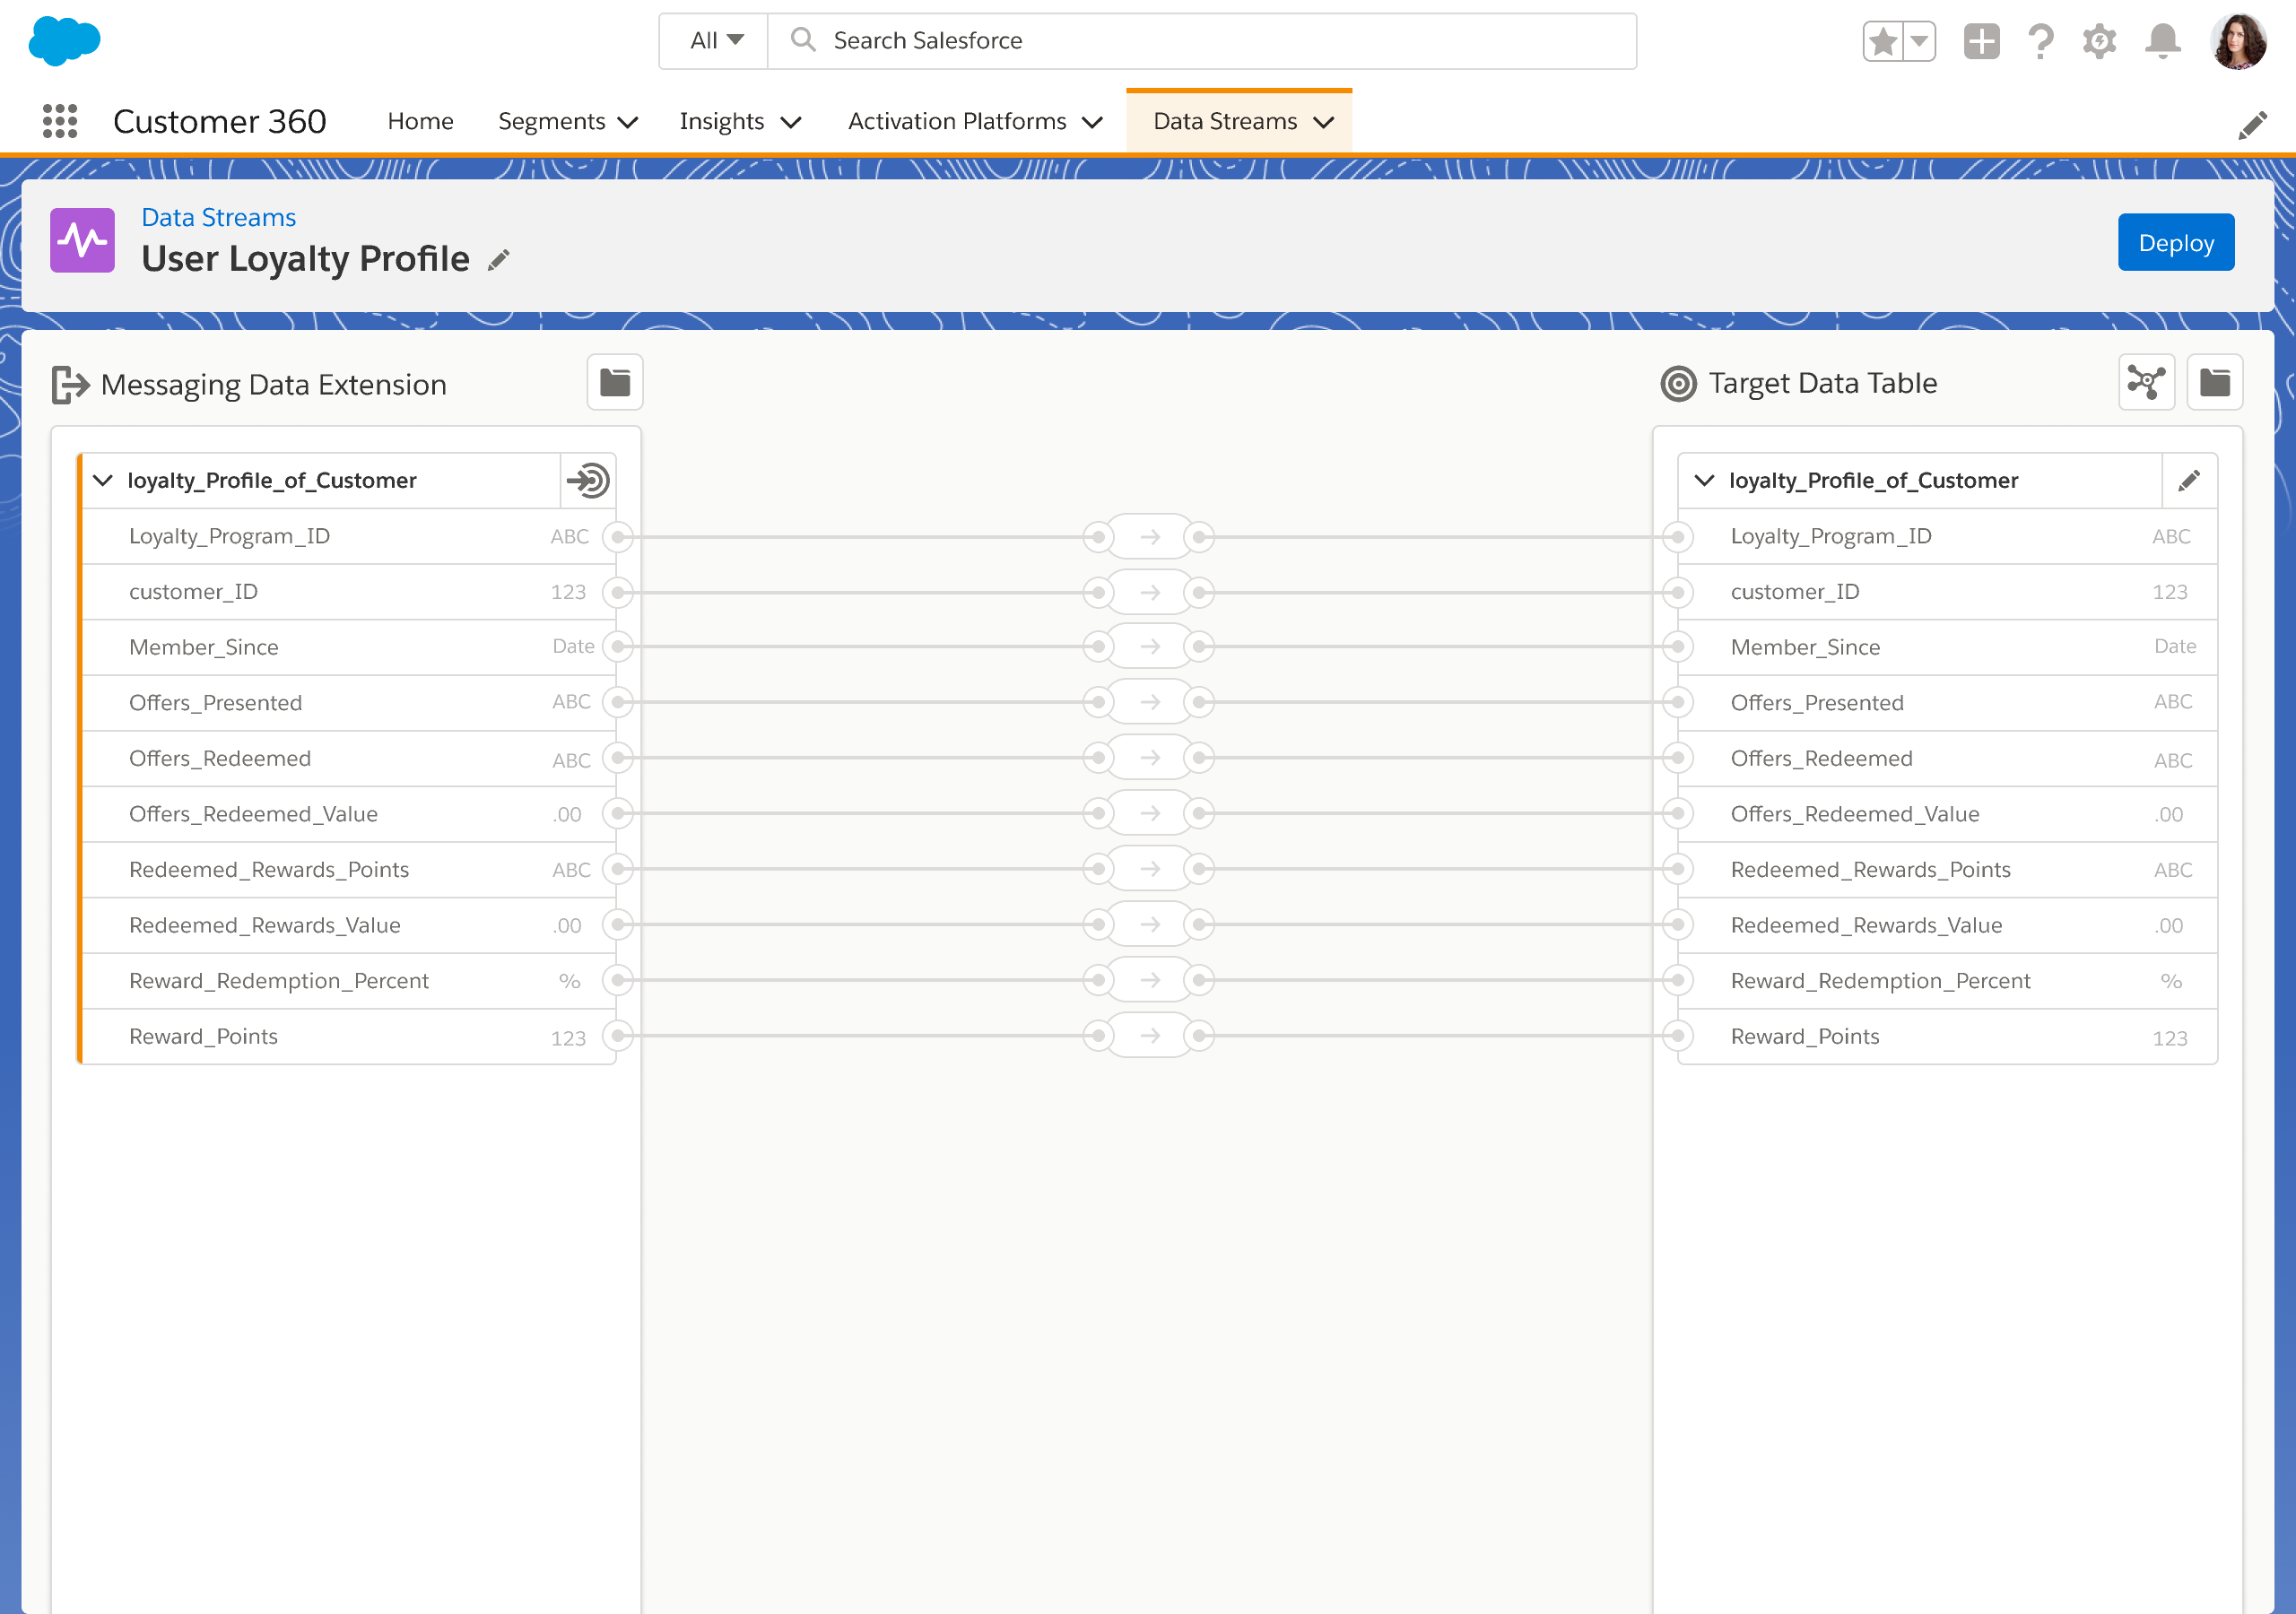 All
Search Salesforce
Customer 360
Home
Segments
Insights
Activation Platforms
Data Streams
Data Streams
User Loyalty Profile
Deploy
Messaging Data Extension
Target Data Table
loyalty_Profile_of_Customer
loyalty_Profile_of_Customer
Loyalty_Program_ID ABC
Loyalty_Program_ID ABC
customer_ID 123
customer_ID 123
Member_Since Date
Member_Since Date
Offers_Presented ABC
Offers_Presented ABC
Offers_Redeemed ABC
Offers_Redeemed ABC
Offers_Redeemed_Value .00
Offers_Redeemed_Value .00
Redeemed_Rewards_Points ABC
Redeemed_Rewards_Points ABC
Redeemed_Rewards_Value .00
Redeemed_Rewards_Value .00
Reward_Redemption_Percent %
Reward_Redemption_Percent %
Reward_Points 123
Reward_Points 123